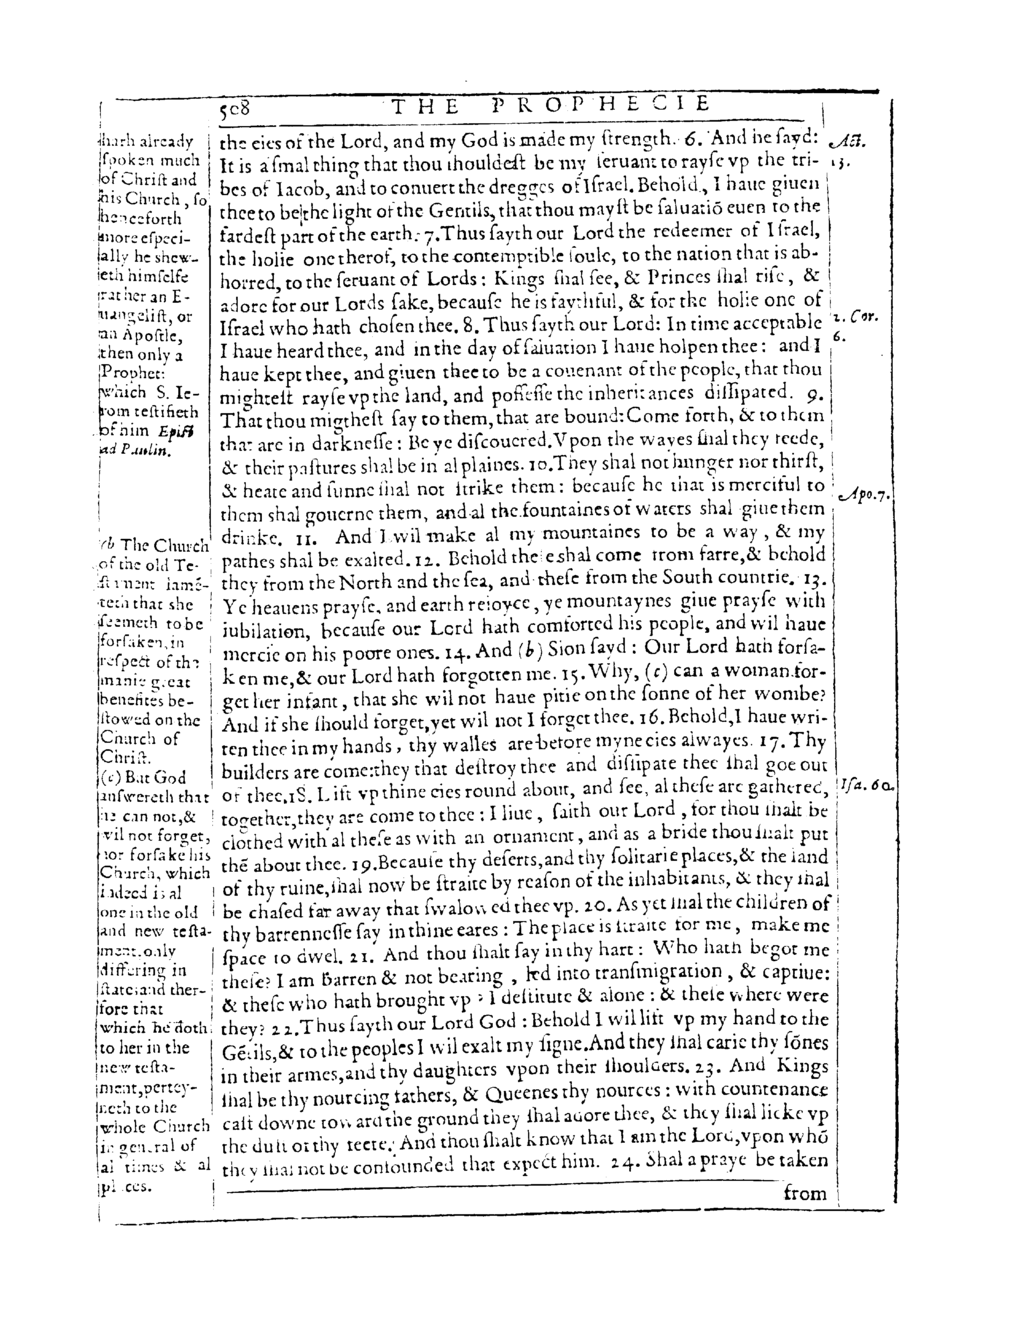 508 THE PROPHECIE
hath already
ſpoken much
of Chriſt and
his Church, ſo
henceforth
more eſpeci-
ally he shew-
eth himſelfe
rather an E-
uangeliſt, or
an Apoſtle,
then only a
Prophet:
which S. Ie-
rom teſtifieth
of him Epiſt
ad Paulin.
(b The Church
of the old Te-
ſtament lamē-
teth that she
ſeemeth to be
forſaken, in
reſpect of the
manie great
benefites be-
ſtowed on the
Church of
Chriſt.
(c) But God
anſwereth that
he can not, &
wil not forget,
nor forſake his
Church, which
indeed is al
one in the old
and new teſta-
ment, only
differing in
ſtate: and ther-
fore that
which he doth
to her in the
new teſta-
ment, pertey-
neth to the
whole Church
in general of
al times & al
places.
the eies of the Lord, and my God is made my ſtrength. 6. And he ſayd:
It is a ſmal thing that thou ſhouldeſt be my ſeruant to rayſe vp the tri-
bes of Iacob, and to conuert the dregges of Iſrael. Behold, I haue giuen
thee to be the light of the Gentils, that thou mayſt be ſaluatiō euen to the
fardeſt part of the earth. 7. Thus ſayth our Lord the redeemer of Iſrael,
the holie one therof, to the contemptible ſoule, to the nation that is ab-
horred, to the ſeruant of Lords: Kings ſhal ſee, & Princes ſhal riſe, &
adore for our Lords ſake, becauſe he is faythful, & for the holie one of
Iſrael who hath choſen thee. 8. Thus ſayth our Lord: In time acceptable
I haue heard thee, and in the day of ſaluation I haue holpen thee: and I
haue kept thee, and giuen thee to be a couenant of the people, that thou
mighteſt rayſe vp the land, and poſſeſſe the inheritances diſſipated. 9.
That thou migtheſt ſay to them, that are bound: Come forth, & to them
that are in darkneſſe: Be ye diſcouered. Vpon the wayes ſhal they feede,
& their paſtures shal be in al plaines. 10. They shal not hunger nor thirſt,
& heate and ſunne ſhal not ſtrike them: becauſe he that is merciful to
them shal gouerne them, and al the fountaines of waters shal giue them
drinke. 11. And I wil make al my mountaines to be a way, & my
pathes shal be exalted. 12. Behold theſe shal come from farre, & behold
they from the North and the ſea, and theſe from the South countrie. 13.
Ye heauens prayſe, and earth reioyce, ye mountaynes giue prayſe with
iubilation, becauſe our Lord hath comforted his people, and wil haue
mercie on his poore ones. 14. And (b) Sion ſayd: Our Lord hath forſa-
ken me, & our Lord hath forgotten me. 15. Why, (c) can a woman for-
get her infant, that she wil not haue pitie on the ſonne of her wombe?
And if she ſhould forget, yet wil not I forget thee. 16. Behold, I haue wri-
ten thee in my hands, thy walles are before myne eies alwayes. 17. Thy
builders are come: they that deſtroy thee and diſſipate thee ſhal goe out
of thee. 18. Lift vp thine eies round about, and ſee, al theſe are gathered,
together, they are come to thee: I liue, ſaith our Lord, for thou ſhalt be
clothed with al theſe as with an ornament, and as a bride thou ſhalt put
thē about thee. 19. Becauſe thy deſerts, and thy ſolitarie places, & the land
of thy ruine, ſhal now be ſtraite by reaſon of the inhabitants, & they ſhal
be chaſed far away that ſwalowed thee vp. 20. As yet ſhal the children of
thy barrenneſſe ſay in thine eares: The place is ſtraite for me, make me
ſpace to dwel. 21. And thou ſhalt ſay in thy hart: Who hath begot me
theſe? I am barren & not bearing, led into tranſmigration, & captiue:
& theſe who hath brought vp? I deſtitute & alone: & theſe where were
they? 22. Thus ſayth our Lord God: Behold I wil lift vp my hand to the
Gētils, & to the peoples I wil exalt my ſigne. And they ſhal carie thy ſōnes
in their armes, and thy daughters vpon their ſhoulders. 23. And Kings
ſhal be thy nourcing fathers, & Queenes thy nources: with countenance
caſt downe toward the ground they ſhal adore thee, & they ſhal licke vp
the duſt of thy feete. And thou ſhalt know that I am the Lord, vpon whō
they ſhal not be confounded that expect him. 24. Shal a praye be taken
from
Act.
13.
2. Cor.
6.
Apo. 7.
Iſa. 60.